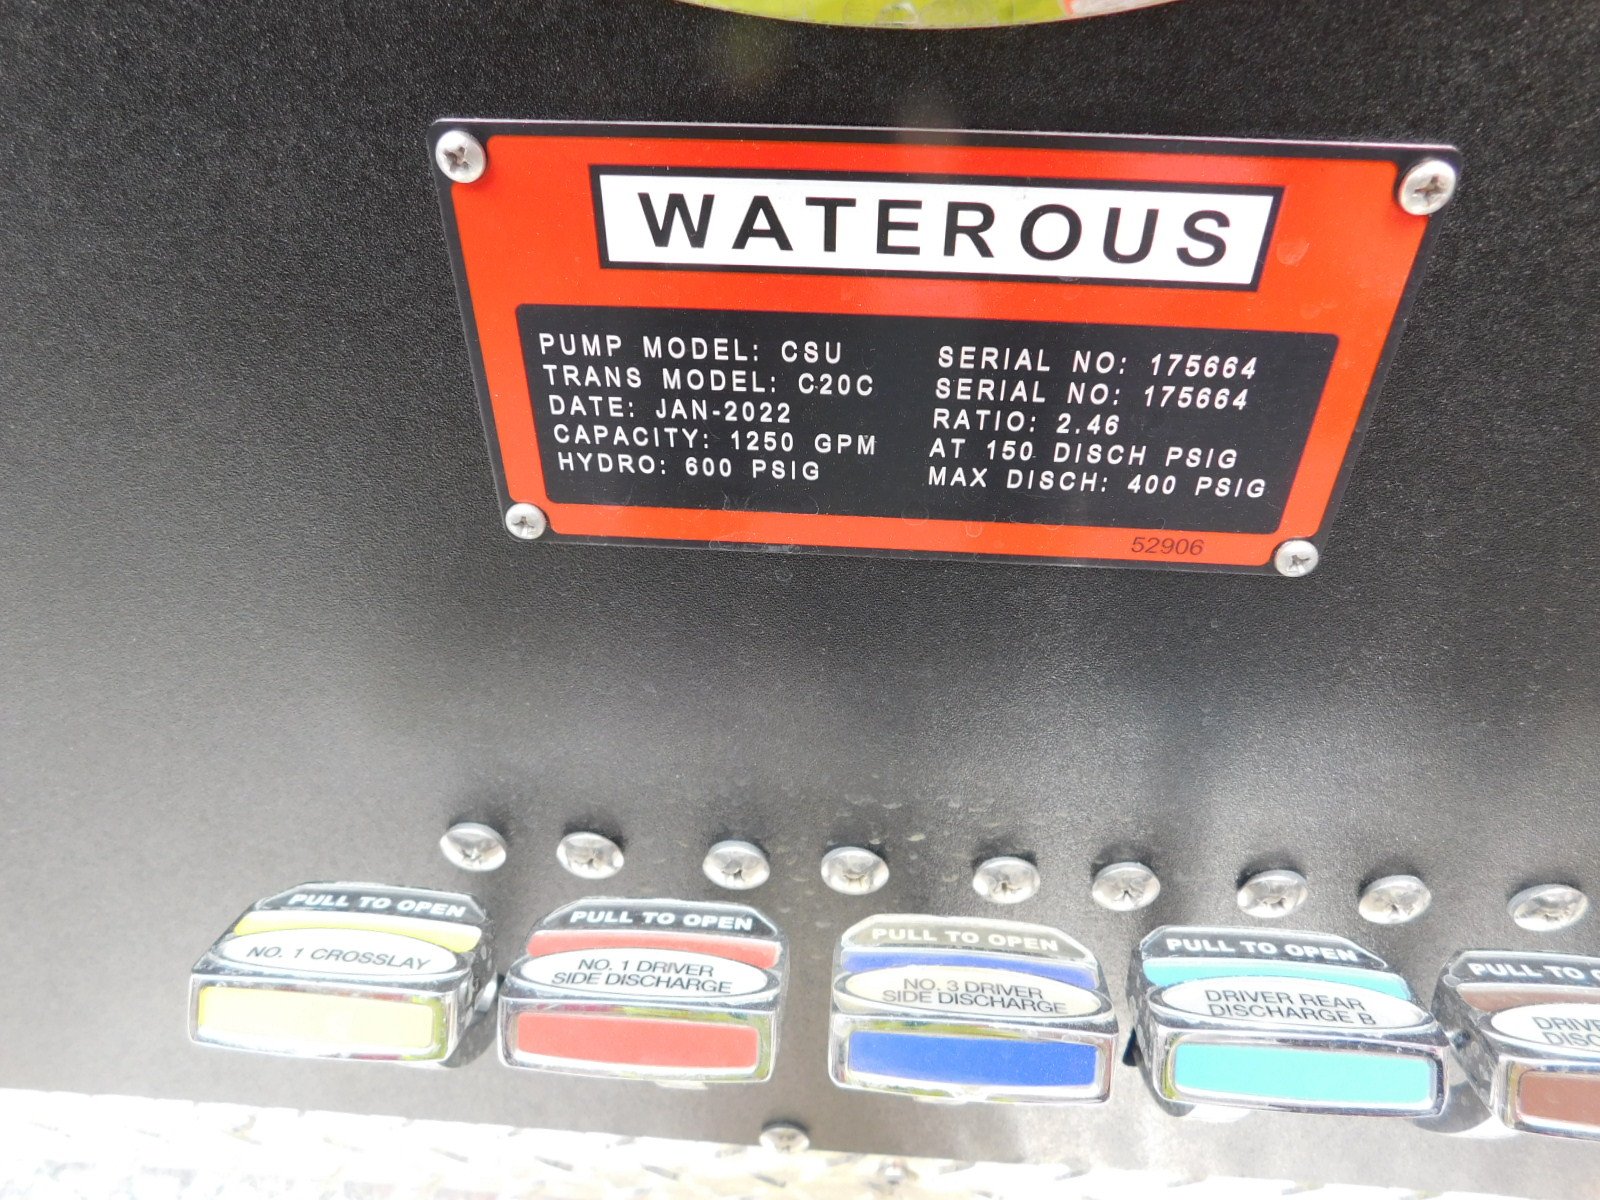 WATEROUS
PUMP MODEL: CSU SERIAL NO: 175664
TRANS MODEL: C20C SERIAL NO: 175664
DATE: JAN-2022 RATIO: 2.46
CAPACITY: 1250 GPM AT 150 DISCH PSIG
HYDRO: 600 PSIG MAX DISCH: 400 PSIG
52906
PULL TO OPEN
NO. 1 CROSSLAY
PULL TO OPEN
NO. 1 DRIVER
SIDE DISCHARGE
PULL TO OPEN
NO. 3 DRIVER
SIDE DISCHARGE
PULL TO OPEN
DRIVER REAR
DISCHARGE B
PULL TO